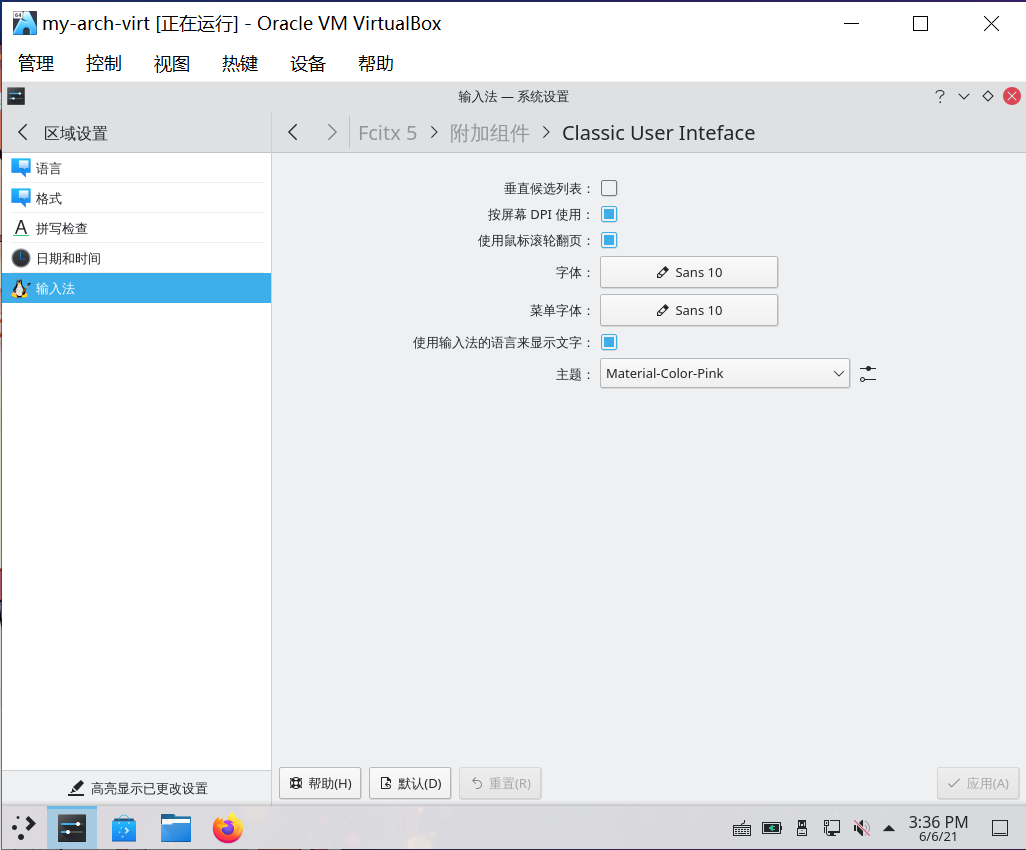 my-arch-virt [正在运行] - Oracle VM VirtualBox
管理 控制 视图 热键 设备 帮助
输入法 — 系统设置
区域设置
Fcitx 5 > 附加组件 > Classic User Inteface
语言
格式
拼写检查
日期和时间
输入法
垂直候选列表：
按屏幕 DPI 使用：
使用鼠标滚轮翻页：
字体： Sans 10
菜单字体： Sans 10
使用输入法的语言来显示文字：
主题： Material-Color-Pink
高亮显示已更改设置
帮助(H) 默认(D) 重置(R) 应用(A)
3:36 PM
6/6/21